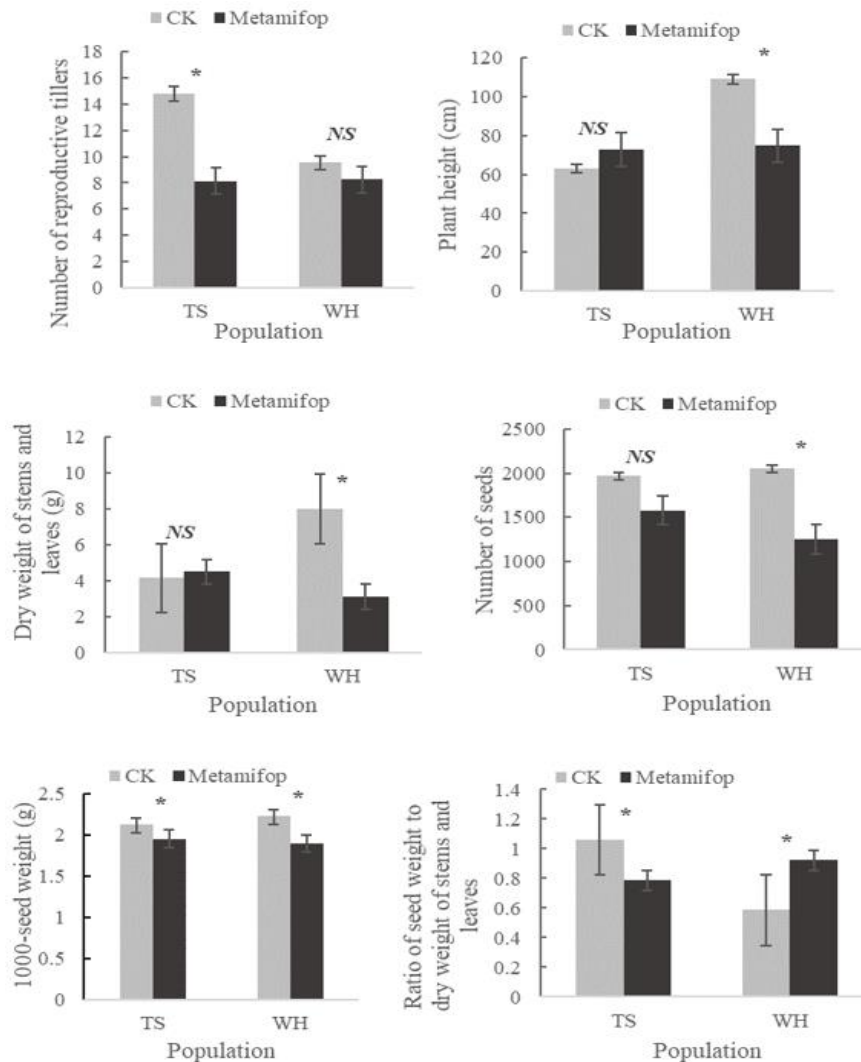 CK Metamifop
Number of reproductive tillers
18
16
14
12
10
8
6
4
2
0
*
NS
TS WH
Population
CK Metamifop
Plant height (cm)
120
100
80
60
40
20
0
NS
*
TS WH
Population
CK Metamifop
Dry weight of stems and
leaves (g)
12
10
8
6
4
2
0
NS
*
TS WH
Population
CK Metamifop
Number of seeds
2500
2000
1500
1000
500
0
NS
*
TS WH
Population
CK Metamifop
1000-seed weight (g)
2.5
2
1.5
1
0.5
0
*
*
TS WH
Population
CK Metamifop
Ratio of seed weight to
dry weight of stems and
leaves
1.4
1.2
1
0.8
0.6
0.4
0.2
0
*
*
TS WH
Population